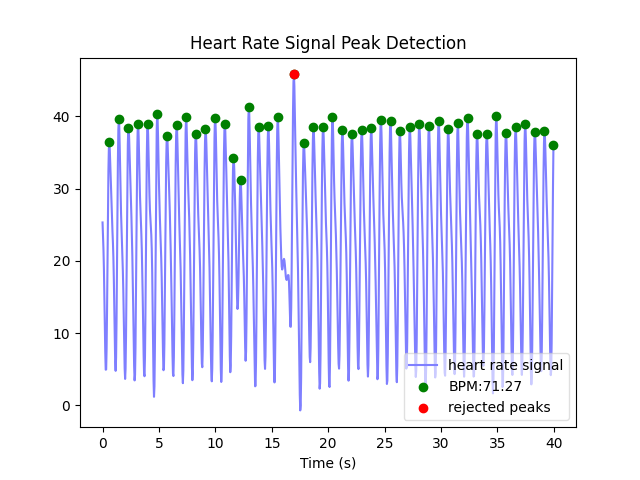 Heart Rate Signal Peak Detection
40
30
20
10
0
heart rate signal
BPM:71.27
rejected peaks
0 5 10 15 20 25 30 35 40
Time (s)